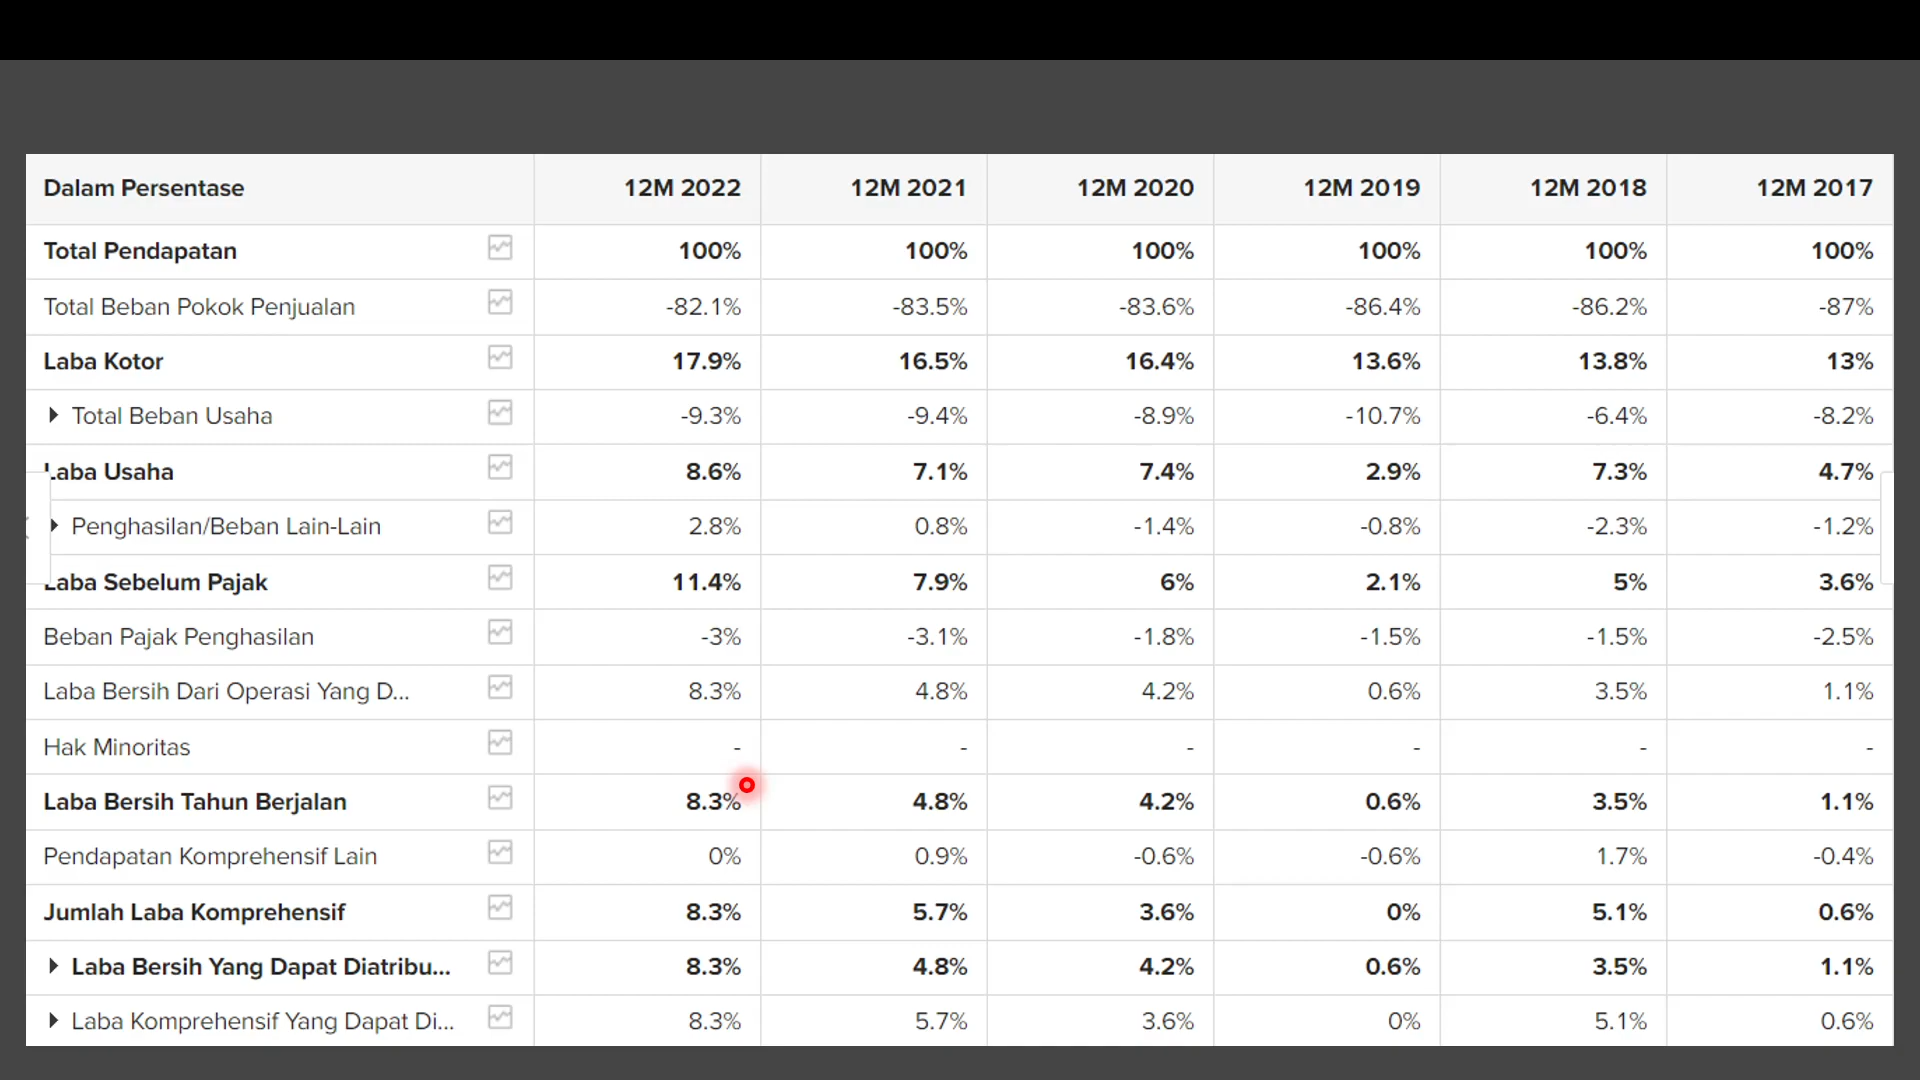 Dalam Persentase 12M 2022 12M 2021 12M 2020 12M 2019 12M 2018 12M 2017
Total Pendapatan 100% 100% 100% 100% 100% 100%
Total Beban Pokok Penjualan -82.1% -83.5% -83.6% -86.4% -86.2% -87%
Laba Kotor 17.9% 16.5% 16.4% 13.6% 13.8% 13%
Total Beban Usaha -9.3% -9.4% -8.9% -10.7% -6.4% -8.2%
Laba Usaha 8.6% 7.1% 7.4% 2.9% 7.3% 4.7%
Penghasilan/Beban Lain-Lain 2.8% 0.8% -1.4% -0.8% -2.3% -1.2%
Laba Sebelum Pajak 11.4% 7.9% 6% 2.1% 5% 3.6%
Beban Pajak Penghasilan -3% -3.1% -1.8% -1.5% -1.5% -2.5%
Laba Bersih Dari Operasi Yang D... 8.3% 4.8% 4.2% 0.6% 3.5% 1.1%
Hak Minoritas - - - - - -
Laba Bersih Tahun Berjalan 8.3% 4.8% 4.2% 0.6% 3.5% 1.1%
Pendapatan Komprehensif Lain 0% 0.9% -0.6% -0.6% 1.7% -0.4%
Jumlah Laba Komprehensif 8.3% 5.7% 3.6% 0% 5.1% 0.6%
Laba Bersih Yang Dapat Diatribu... 8.3% 4.8% 4.2% 0.6% 3.5% 1.1%
Laba Komprehensif Yang Dapat Di... 8.3% 5.7% 3.6% 0% 5.1% 0.6%